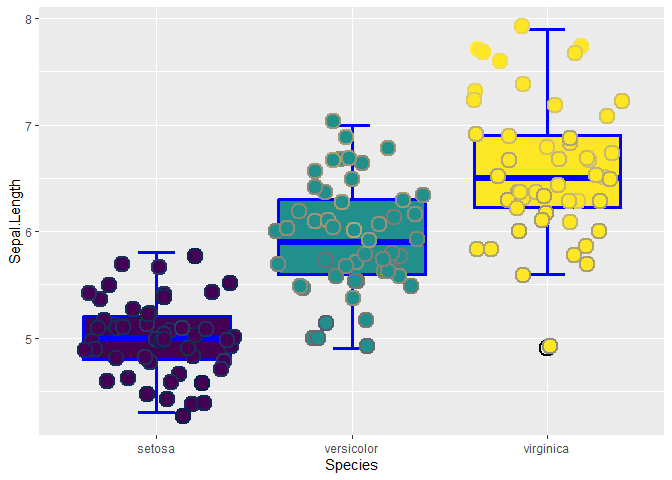 8
7
6
5
Sepal.Length
setosa
versicolor
virginica
Species